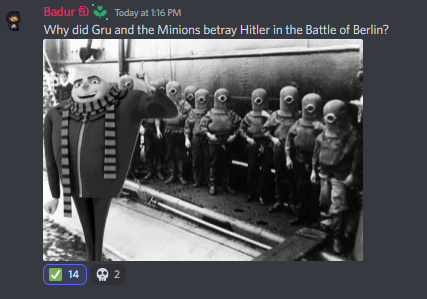 Badur Today at 1:16 PM
Why did Gru and the Minions betray Hitler in the Battle of Berlin?
14 2